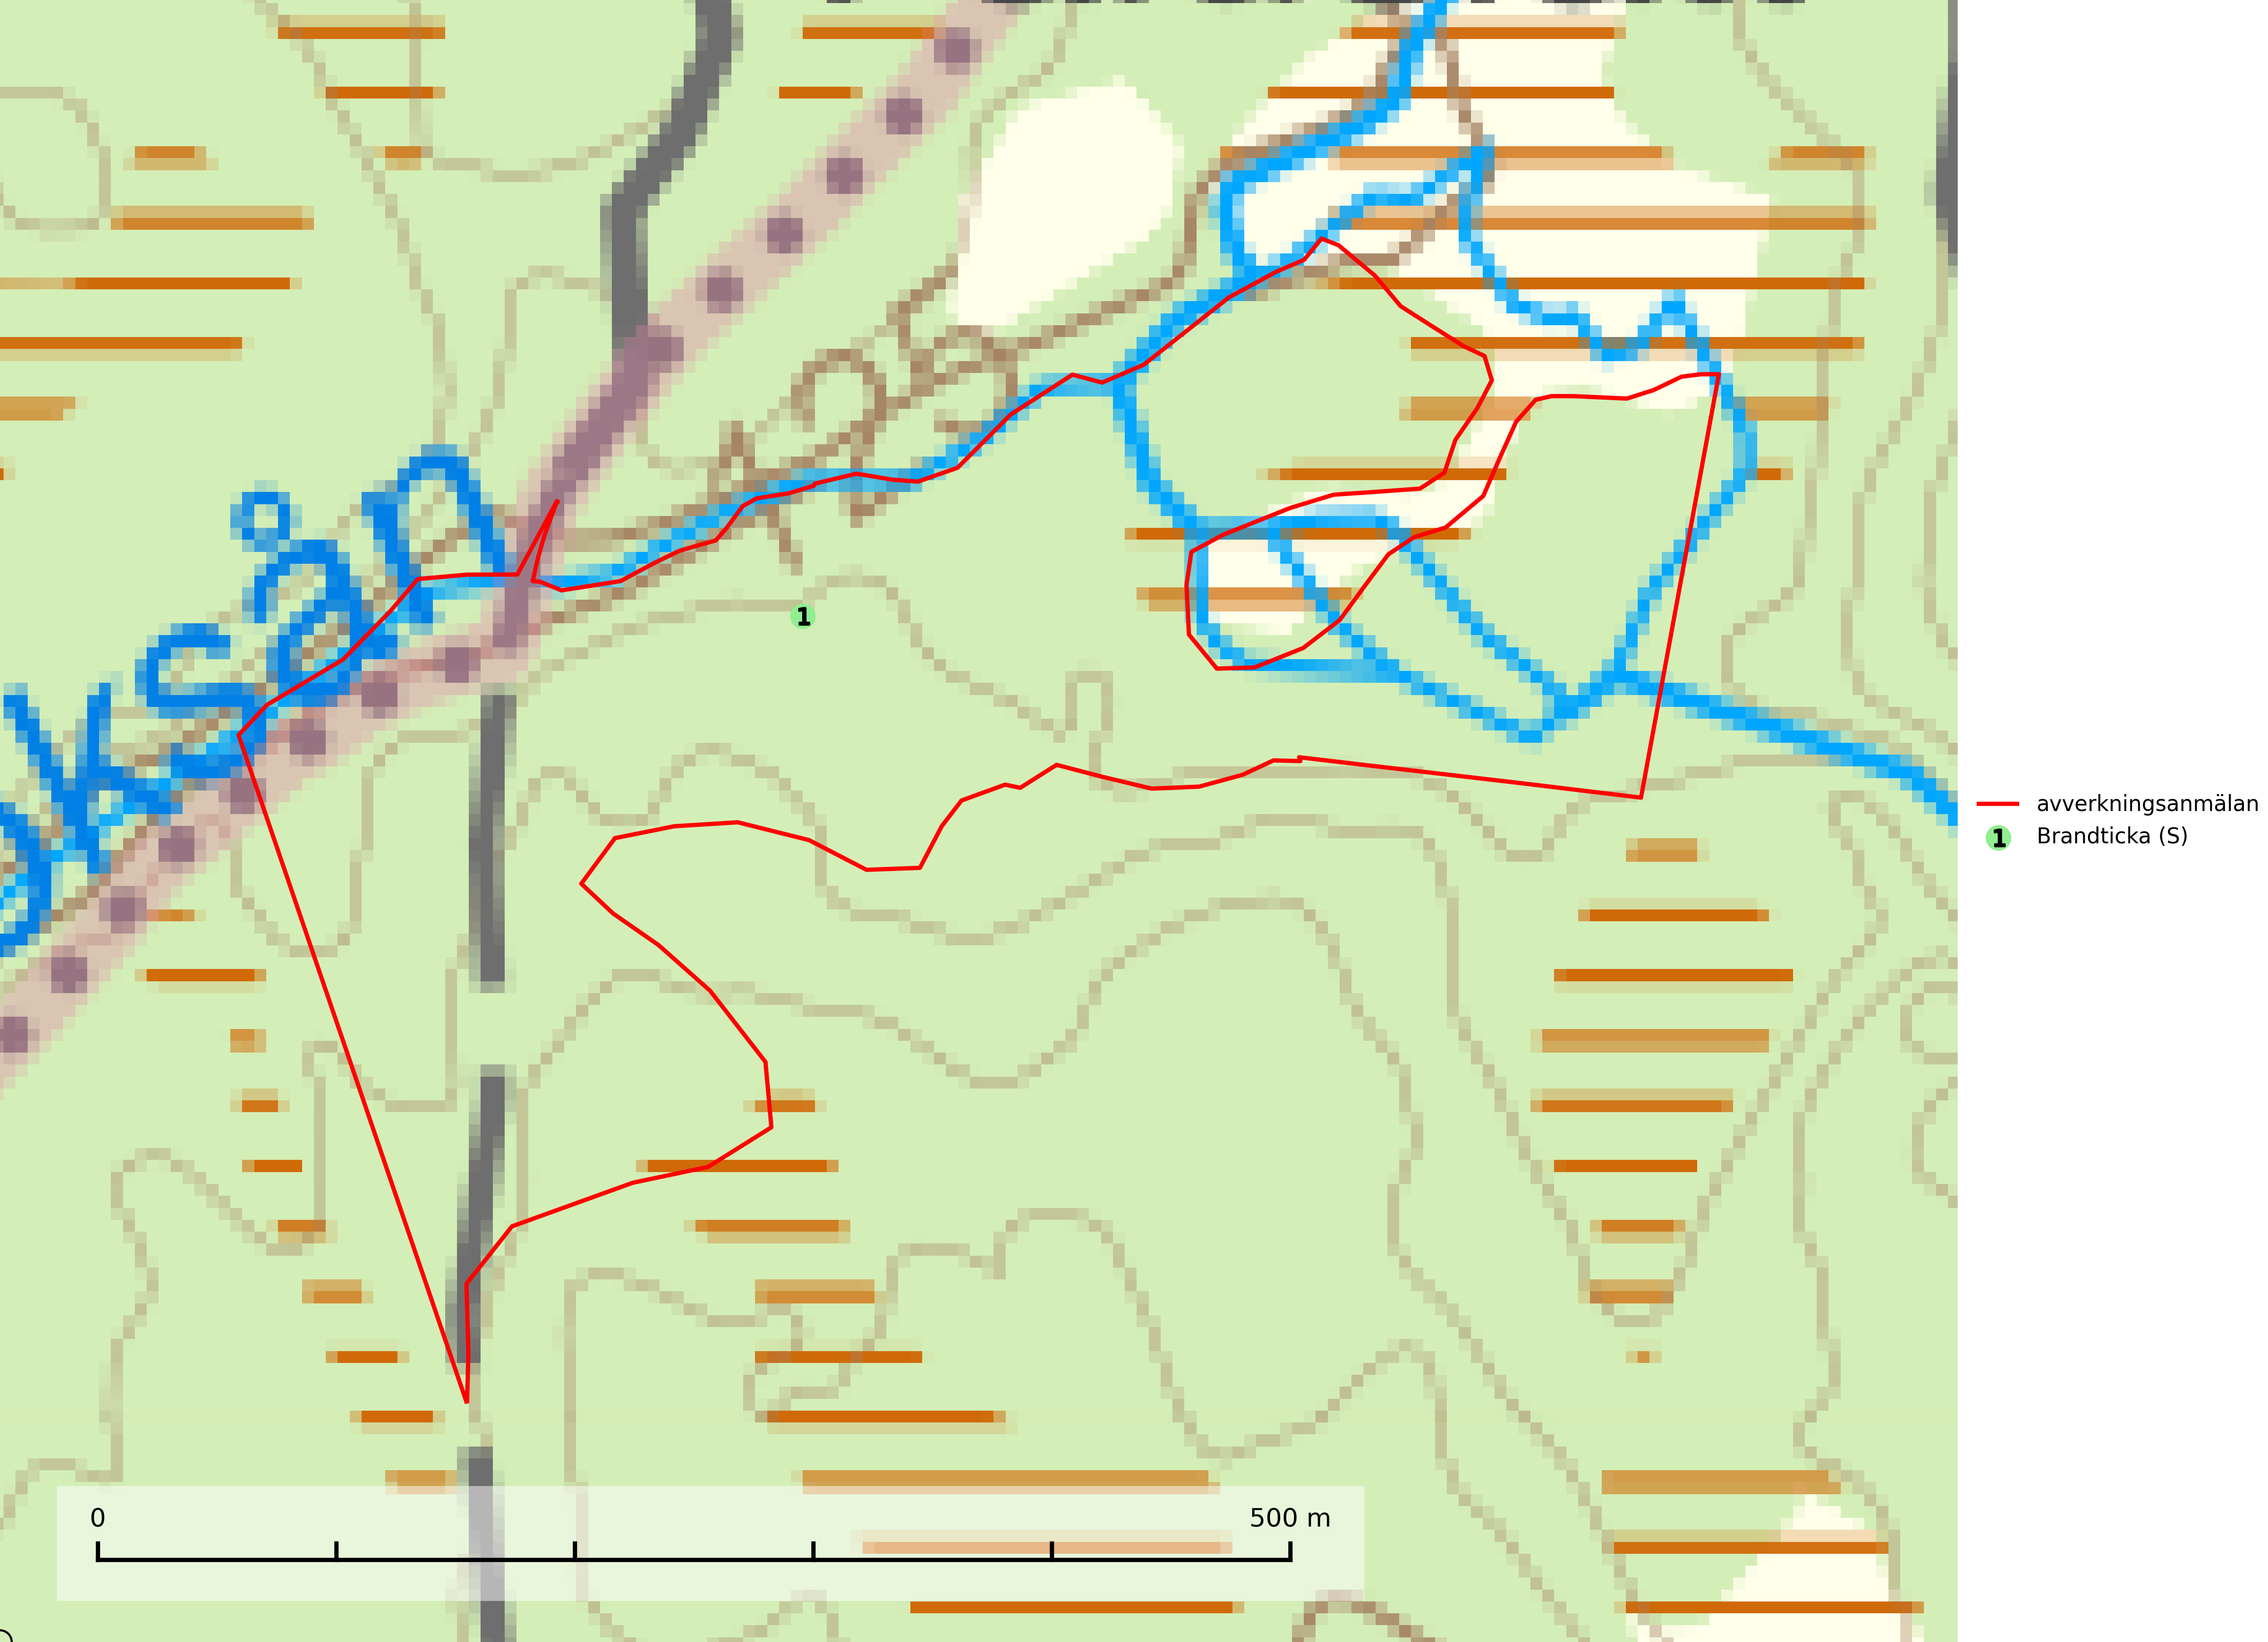 1
avverkningsanmälan
1 Brandticka (S)
0 500 m